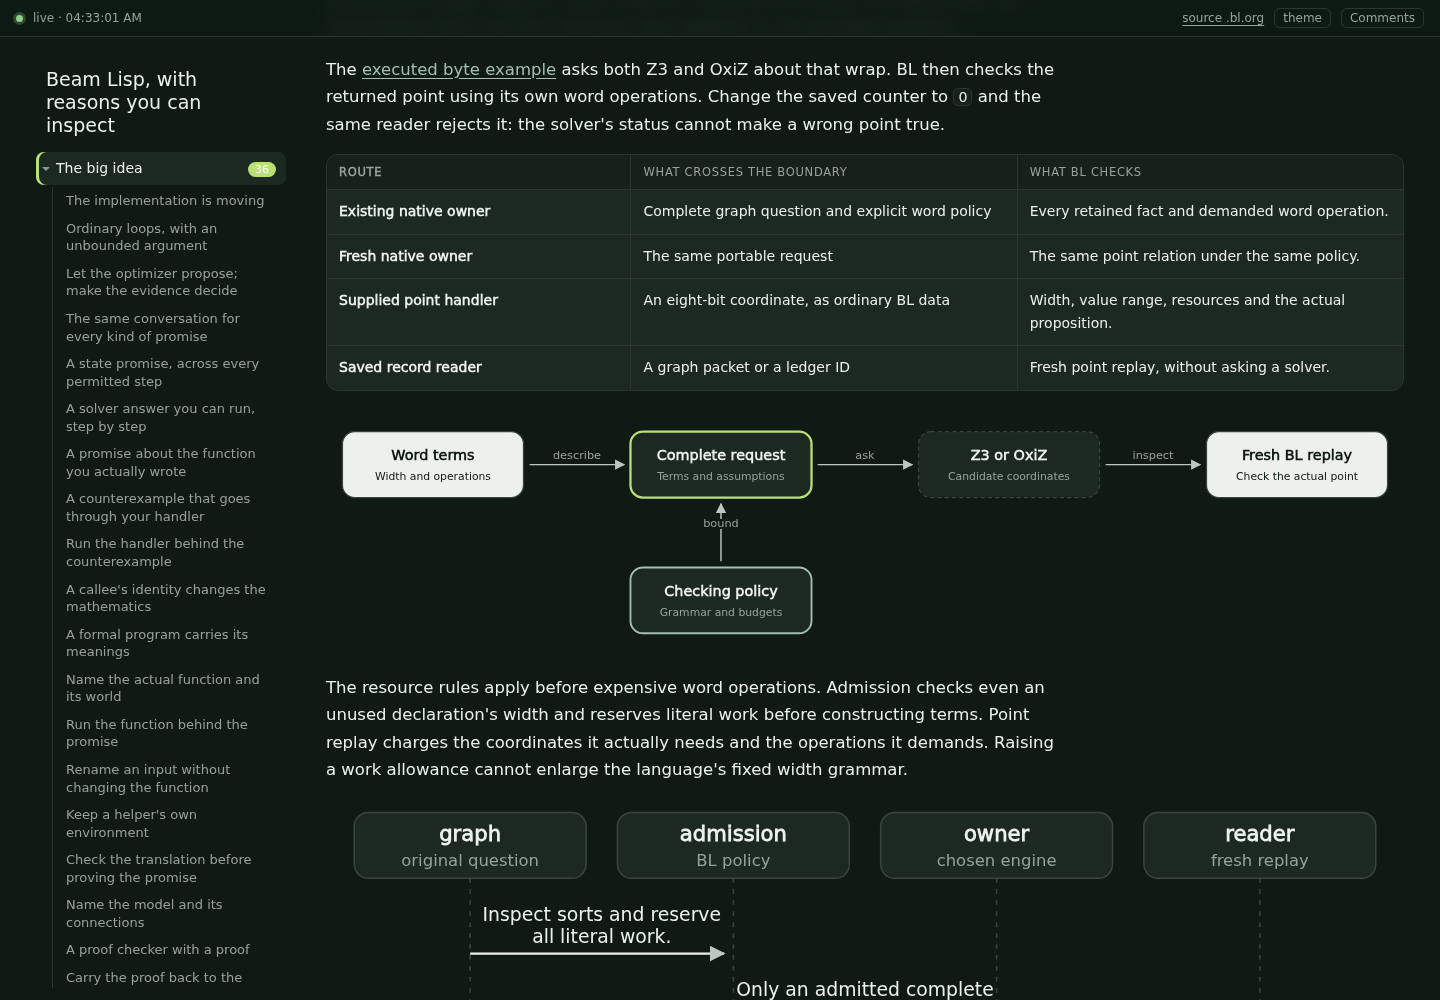 live · 04:33:01 AM
source .bl.org
theme
Comments
Beam Lisp, with
reasons you can
inspect
The big idea
36
The implementation is moving
Ordinary loops, with an
unbounded argument
Let the optimizer propose;
make the evidence decide
The same conversation for
every kind of promise
A state promise, across every
permitted step
A solver answer you can run,
step by step
A promise about the function
you actually wrote
A counterexample that goes
through your handler
Run the handler behind the
counterexample
A callee's identity changes the
mathematics
A formal program carries its
meanings
Name the actual function and
its world
Run the function behind the
promise
Rename an input without
changing the function
Keep a helper's own
environment
Check the translation before
proving the promise
Name the model and its
connections
A proof checker with a proof
Carry the proof back to the
The executed byte example asks both Z3 and OxiZ about that wrap. BL then checks the
returned point using its own word operations. Change the saved counter to 0 and the
same reader rejects it: the solver's status cannot make a wrong point true.
ROUTE
WHAT CROSSES THE BOUNDARY
WHAT BL CHECKS
Existing native owner
Complete graph question and explicit word policy
Every retained fact and demanded word operation.
Fresh native owner
The same portable request
The same point relation under the same policy.
Supplied point handler
An eight-bit coordinate, as ordinary BL data
Width, value range, resources and the actual
proposition.
Saved record reader
A graph packet or a ledger ID
Fresh point replay, without asking a solver.
Word terms
Width and operations
describe
Complete request
Terms and assumptions
ask
Z3 or OxiZ
Candidate coordinates
inspect
Fresh BL replay
Check the actual point
bound
Checking policy
Grammar and budgets
The resource rules apply before expensive word operations. Admission checks even an
unused declaration's width and reserves literal work before constructing terms. Point
replay charges the coordinates it actually needs and the operations it demands. Raising
a work allowance cannot enlarge the language's fixed width grammar.
graph
original question
admission
BL policy
owner
chosen engine
reader
fresh replay
Inspect sorts and reserve
all literal work.
Only an admitted complete